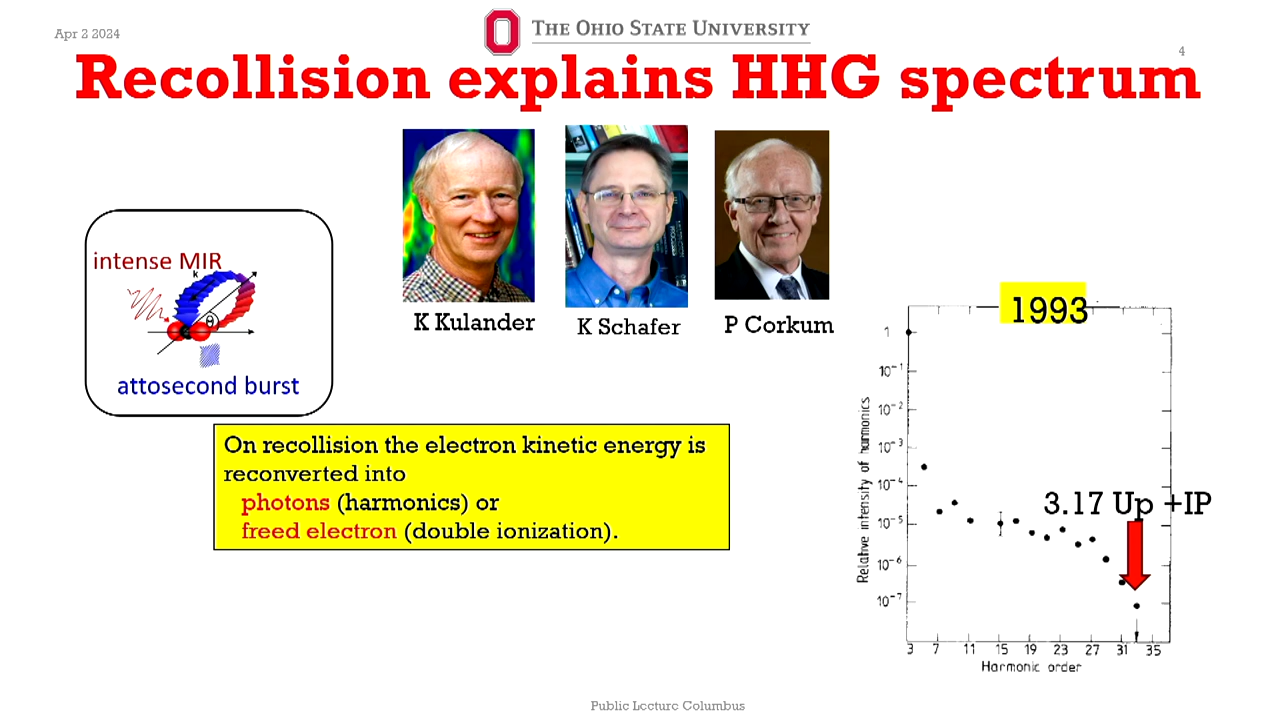 Apr 2 2024
THE OHIO STATE UNIVERSITY
4
Recollision explains HHG spectrum
K Kulander
K Schafer
P Corkum
intense MIR
k
θ
attosecond burst
On recollision the electron kinetic energy is
reconverted into
photons (harmonics) or
freed electron (double ionization).
1993
1
10⁻¹
10⁻²
10⁻³
10⁻⁴
10⁻⁵
10⁻⁶
10⁻⁷
Relative intensity of harmonics
3.17 Up +IP
3 7 11 15 19 23 27 31 35
Harmonic order
Public Lecture Columbus